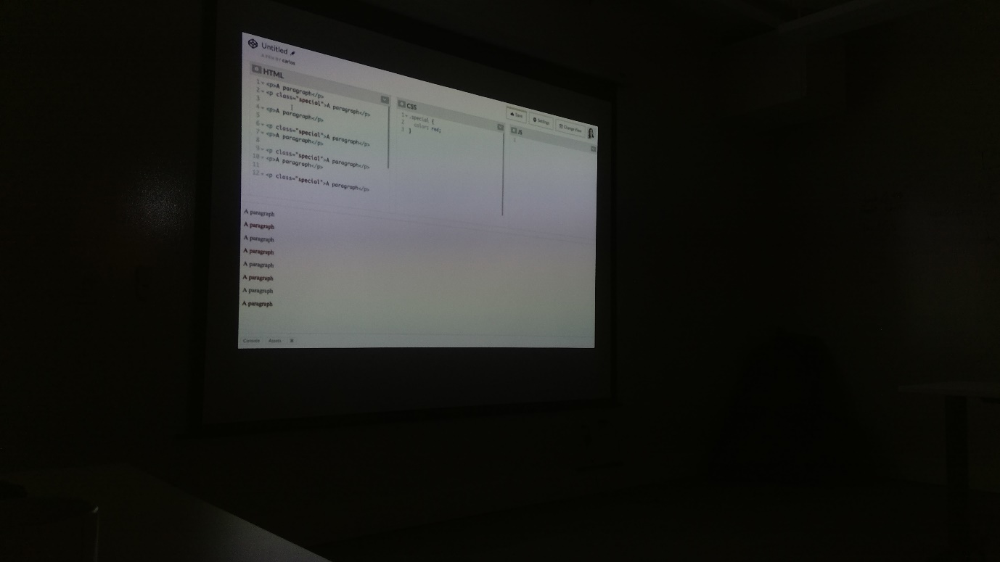 Untitled
A PEN BY carlos
HTML
1 <p>A paragraph</p>
2 <p class="special">A paragraph</p>
3
4 <p>A paragraph</p>
5
6 <p class="special">A paragraph</p>
7 <p>A paragraph</p>
8
9 <p class="special">A paragraph</p>
10 <p>A paragraph</p>
11
12 <p class="special">A paragraph</p>
CSS
1 .special {
2 color: red;
3 }
Save
Settings
Change View
JS
1
A paragraph
A paragraph
A paragraph
A paragraph
A paragraph
A paragraph
A paragraph
A paragraph
Console Assets ⌘